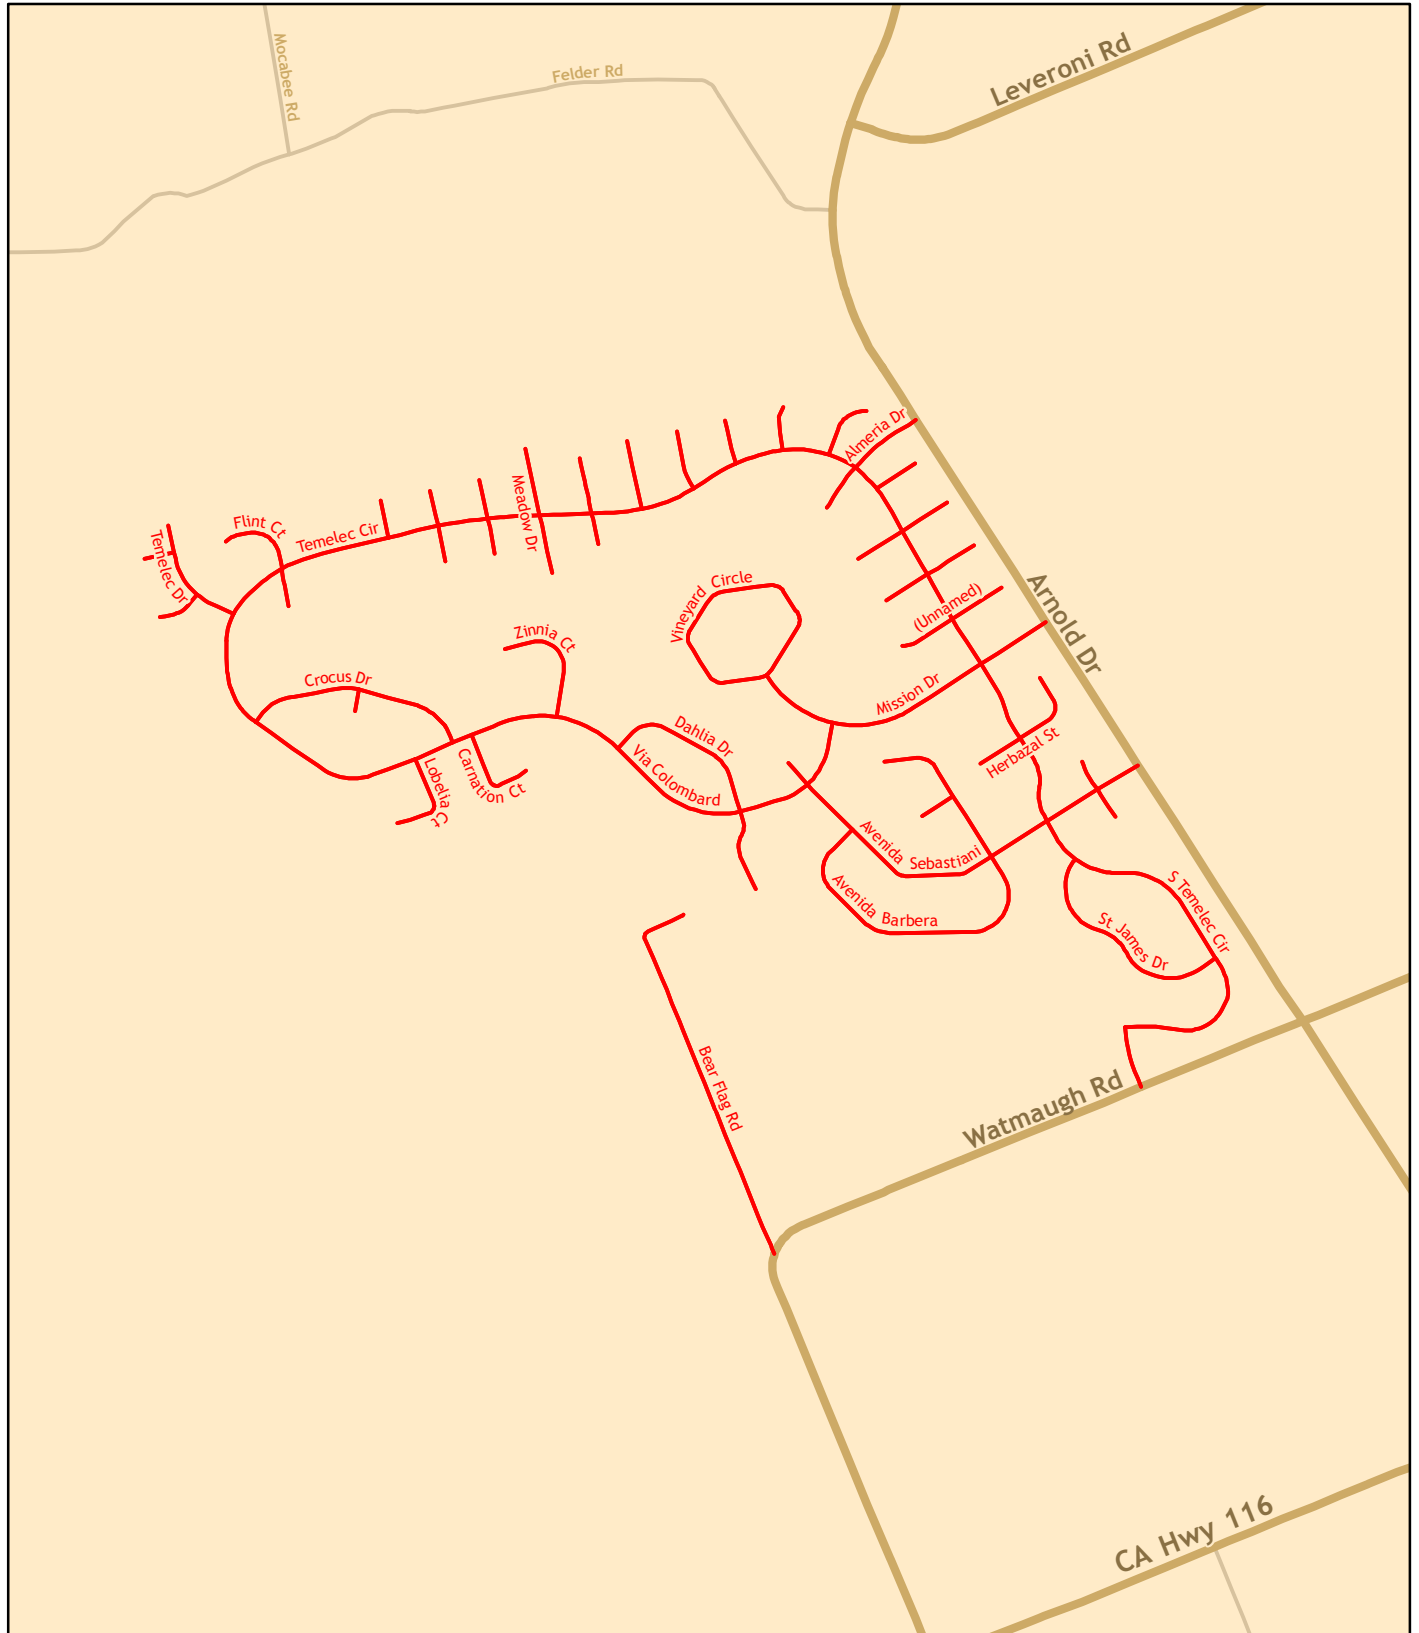 Mocabee Rd
Felder Rd
Leveroni Rd
Almeria Dr
Meadow Dr
Flint Ct
Temelec Cir
Temelec Dr
Vineyard Circle
(Unnamed)
Arnold Dr
Zinnia Ct
Crocus Dr
Mission Dr
Dahlia Dr
Herbazal St
Via Colombard
Lobelia Ct
Carnation Ct
Avenida Sebastiani
Avenida Barbera
S Temelec Cir
St James Dr
Bear Flag Rd
Watmaugh Rd
CA Hwy 116